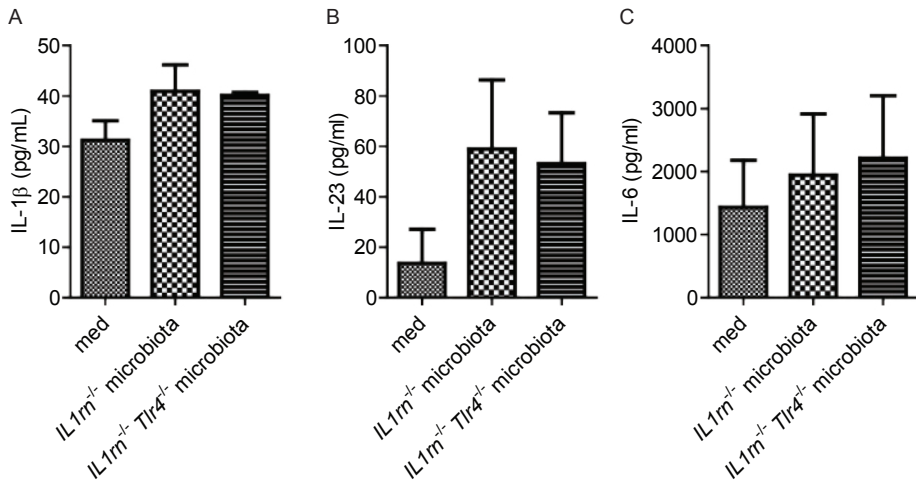 A
IL-1β (pg/mL)
50
40
30
20
10
0
med
IL1rn-/- microbiota
IL1rn-/- Tlr4-/- microbiota
B
IL-23 (pg/ml)
100
80
60
40
20
0
med
IL1rn-/- microbiota
IL1rn-/- Tlr4-/- microbiota
C
IL-6 (pg/ml)
4000
3000
2000
1000
0
med
IL1rn-/- microbiota
IL1rn-/- Tlr4-/- microbiota